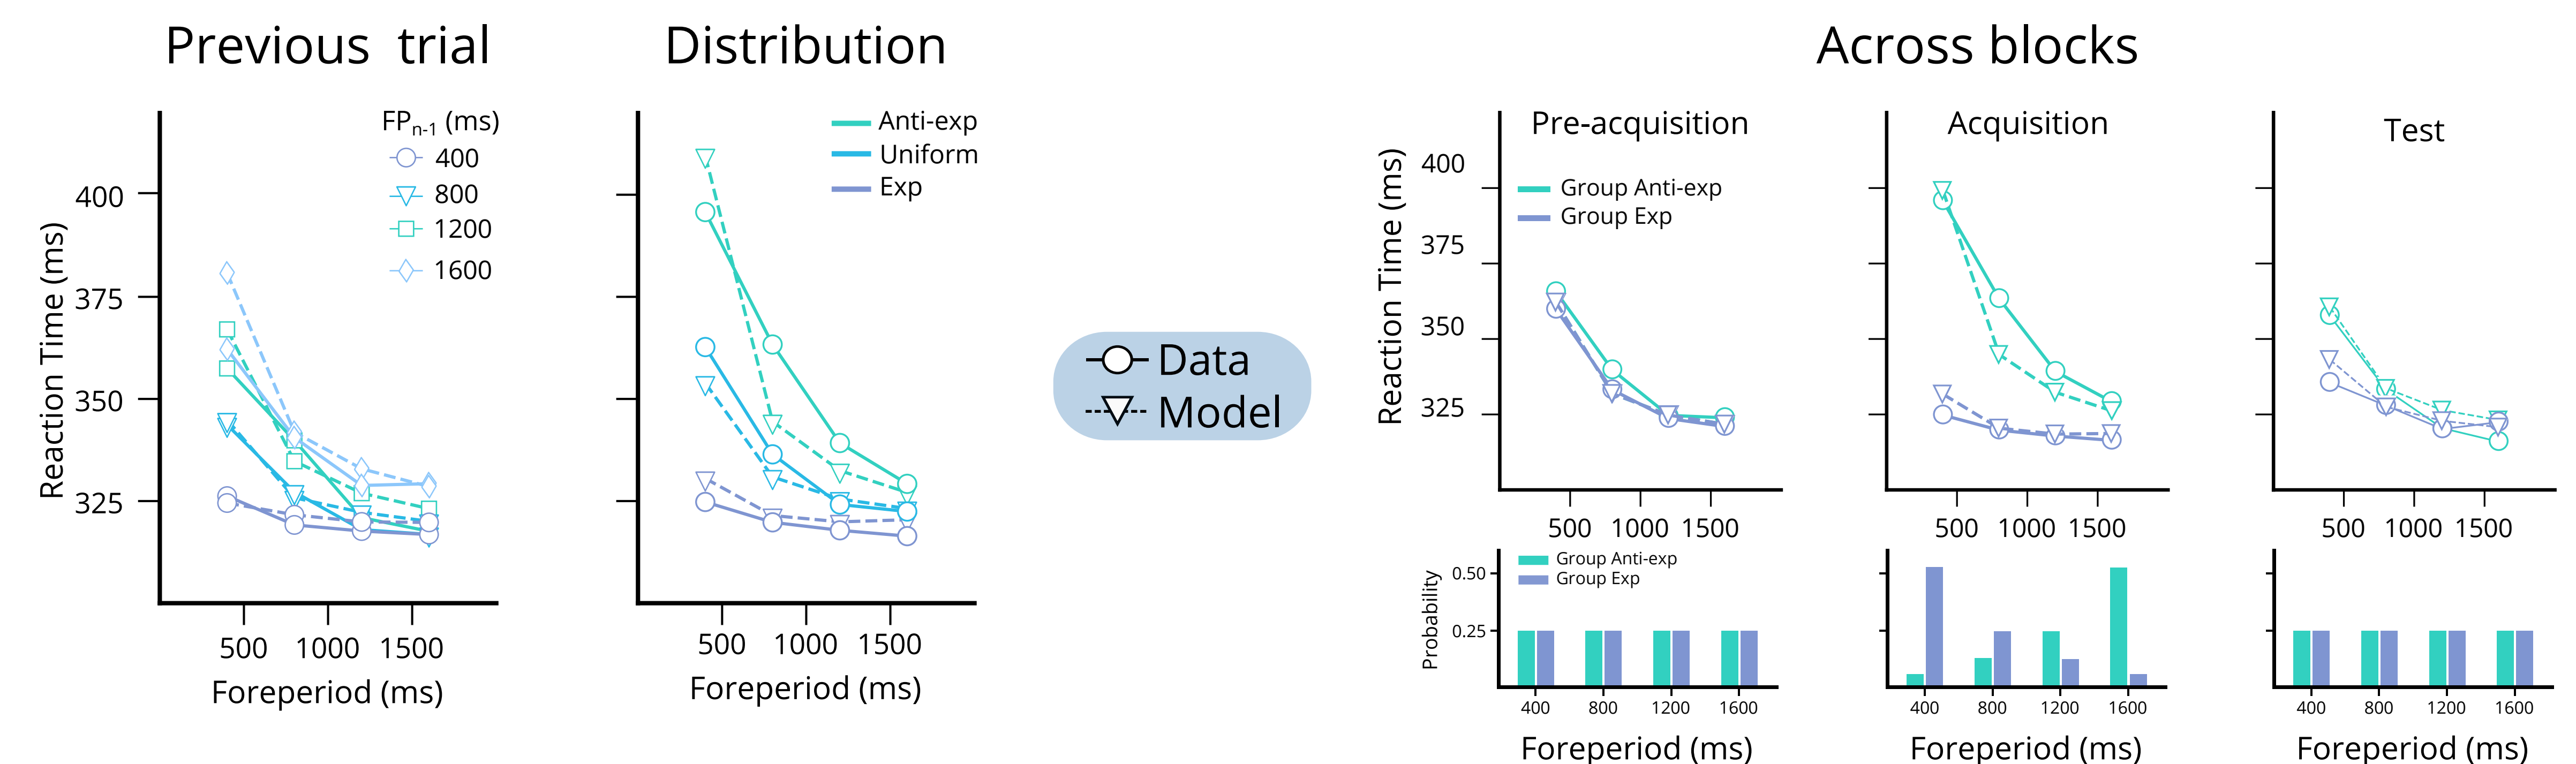 Previous trial
Distribution
Across blocks
FPn-1 (ms)
400
800
1200
1600
Reaction Time (ms)
400
375
350
325
500 1000 1500
Foreperiod (ms)
Anti-exp
Uniform
Exp
500 1000 1500
Foreperiod (ms)
Data
Model
Pre-acquisition
Group Anti-exp
Group Exp
Reaction Time (ms)
400
375
350
325
500 1000 1500
Acquisition
500 1000 1500
Test
500 1000 1500
Group Anti-exp
Group Exp
Probability
0.50
0.25
400 800 1200 1600
Foreperiod (ms)
400 800 1200 1600
Foreperiod (ms)
400 800 1200 1600
Foreperiod (ms)